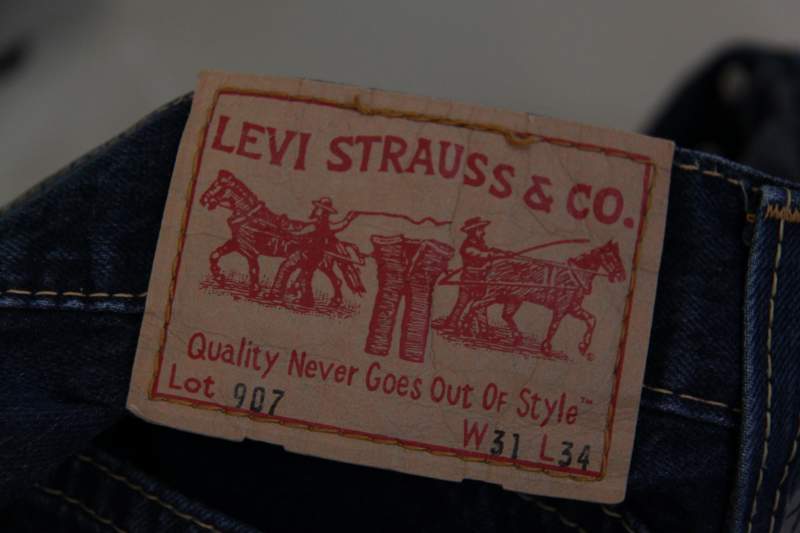 LEVI STRAUSS & CO.
Quality Never Goes Out Of Style™
Lot 907
W31 L34